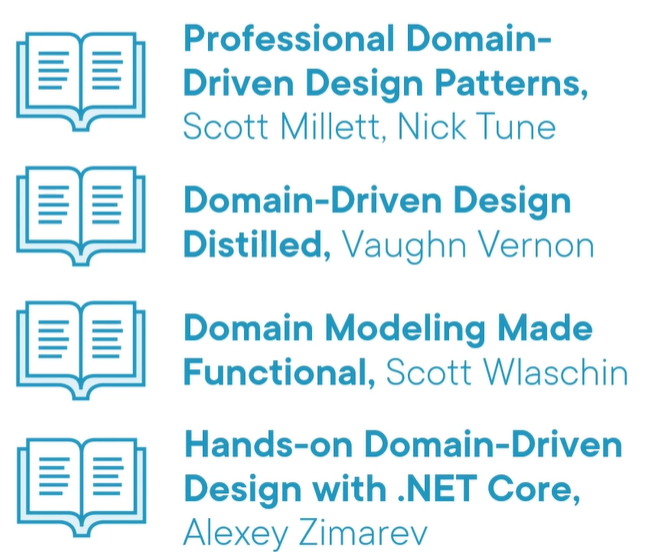 Professional Domain-
Driven Design Patterns,
Scott Millett, Nick Tune
Domain-Driven Design
Distilled, Vaughn Vernon
Domain Modeling Made
Functional, Scott Wlaschin
Hands-on Domain-Driven
Design with .NET Core,
Alexey Zimarev